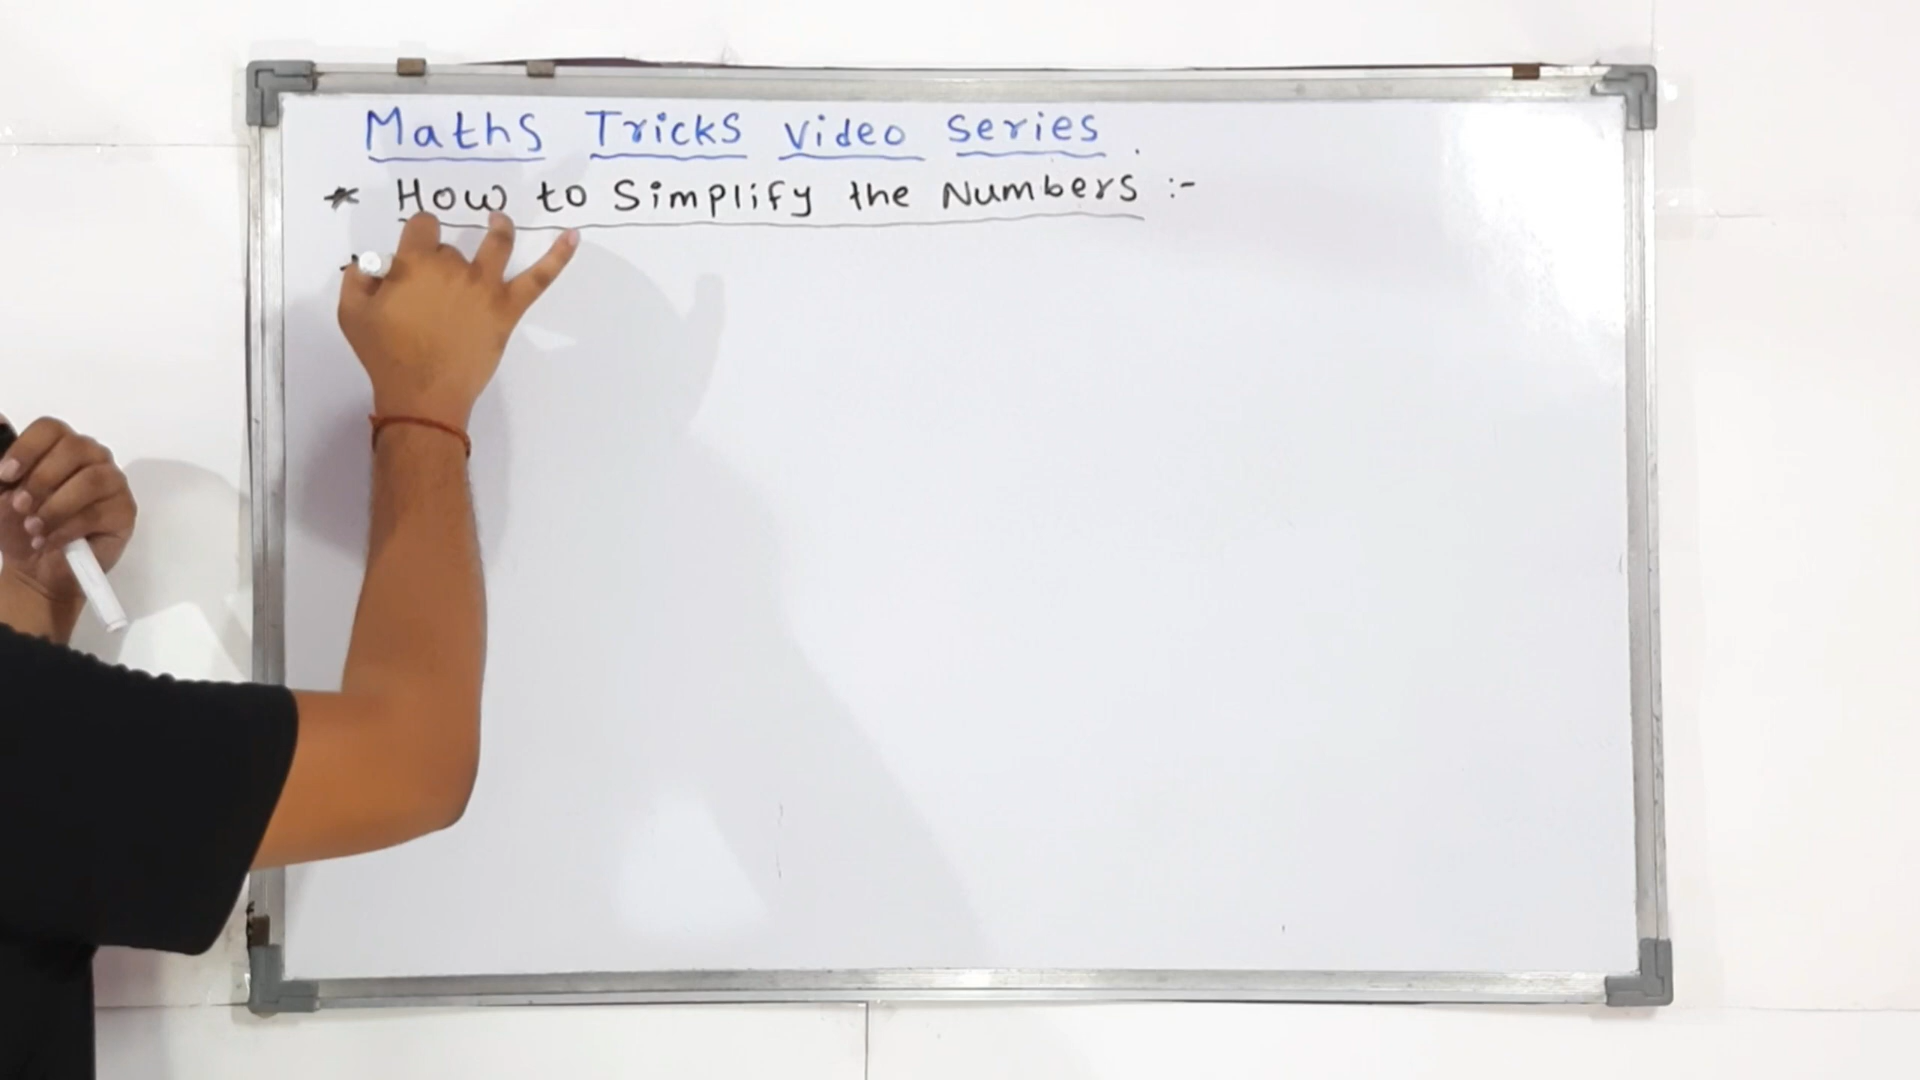 Maths Tricks Video Series .
* How to Simplify the Numbers :-